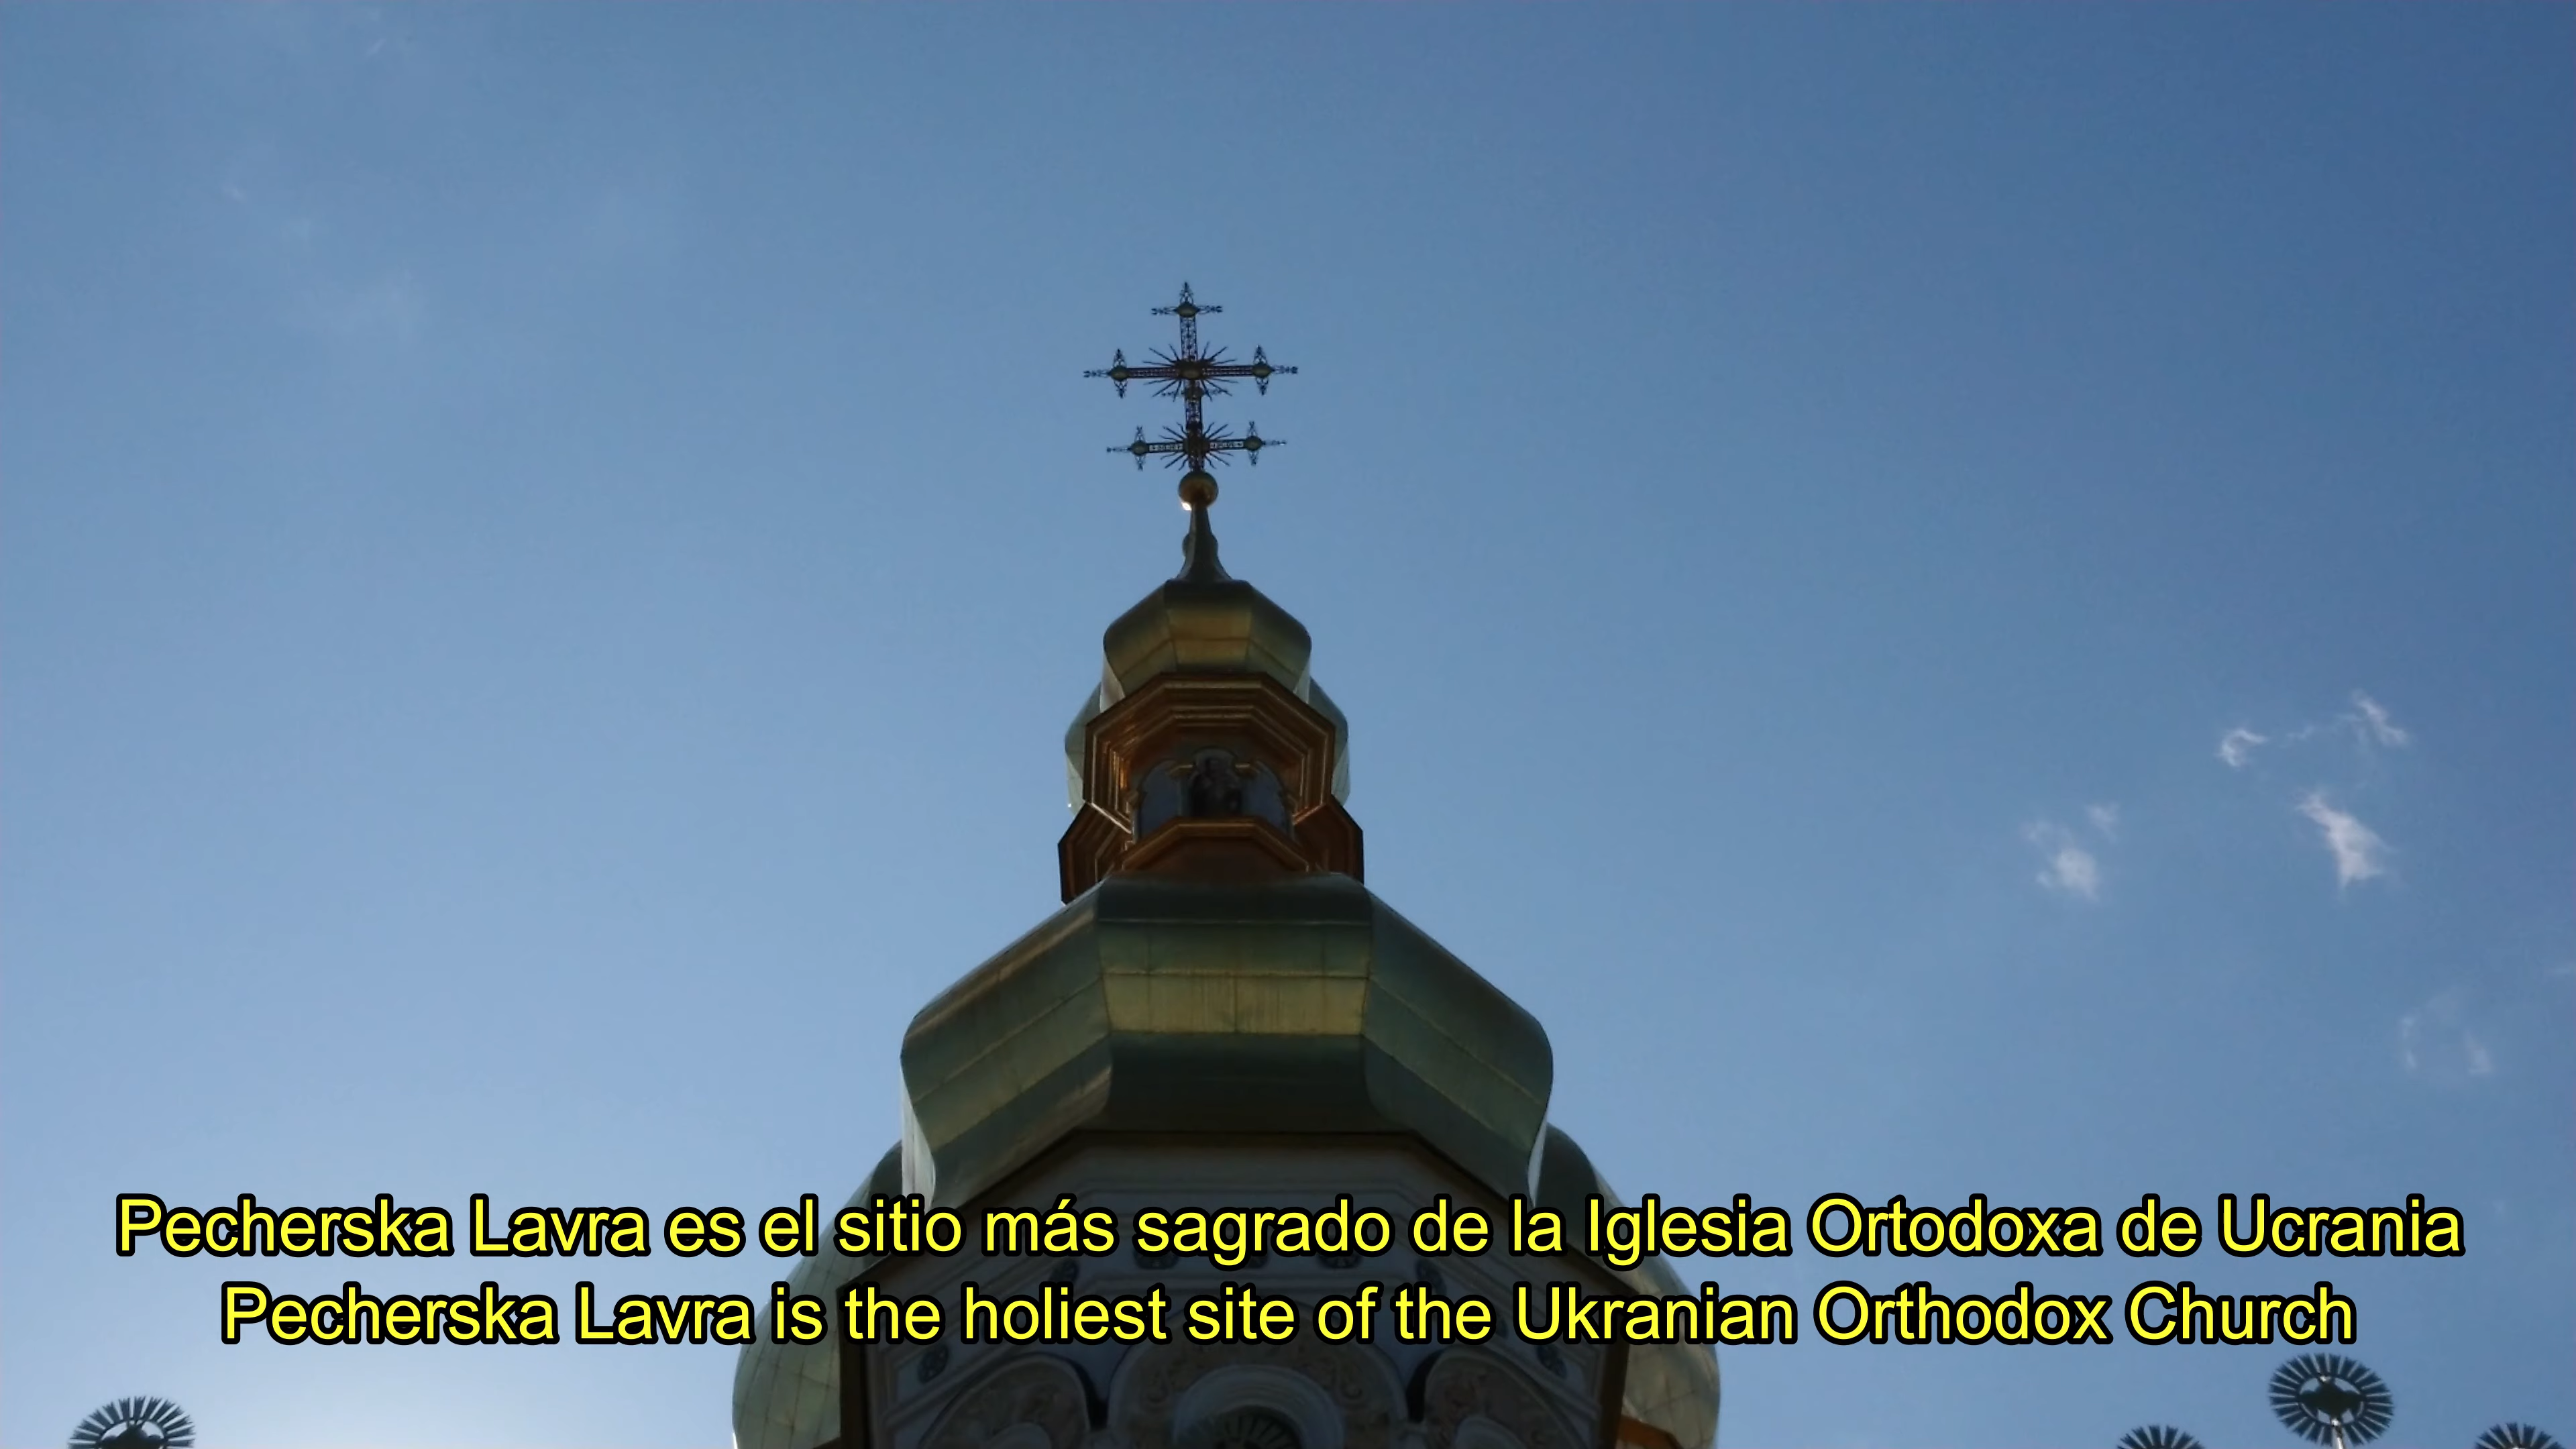 Pecherska Lavra es el sitio más sagrado de la Iglesia Ortodoxa de Ucrania
Pecherska Lavra is the holiest site of the Ukranian Orthodox Church